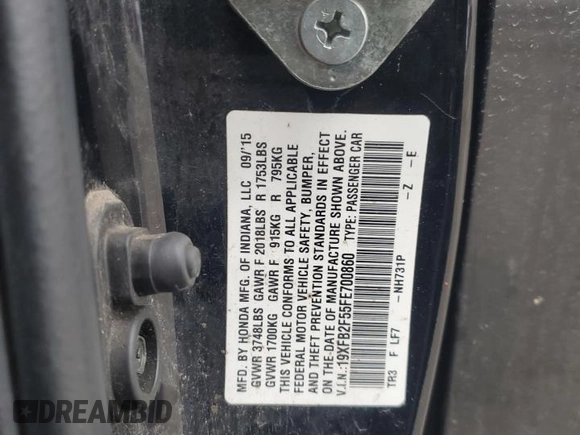 MFD. BY HONDA MFG. OF INDIANA, LLC 09/15
GVWR 3748LBS GAWR F 2018LBS R 1753LBS
GVWR 1700KG GAWR F 915KG R 795KG
THIS VEHICLE CONFORMS TO ALL APPLICABLE
FEDERAL MOTOR VEHICLE SAFETY, BUMPER,
AND THEFT PREVENTION STANDARDS IN EFFECT
ON THE DATE OF MANUFACTURE SHOWN ABOVE.
V.I.N.: 19XFB2F55FE700860 TYPE: PASSENGER CAR
TR3 F LF7 -NH731P -Z -E
FREEDOMBID